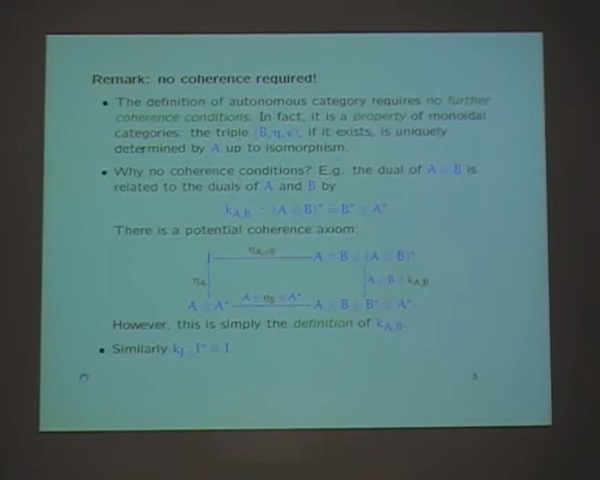 Remark: no coherence required!
• The definition of autonomous category requires no further
coherence conditions. In fact, it is a property of monoidal
categories: the triple (B, η, ε), if it exists, is uniquely
determined by A up to isomorphism.
• Why no coherence conditions? E.g. the dual of A ⊗ B is
related to the duals of A and B by
k_{A,B} : (A ⊗ B)* ≅ B* ⊗ A*
There is a potential coherence axiom:
I η_{A⊗B} A ⊗ B ⊗ (A ⊗ B)*
η_A A ⊗ B ⊗ k_{A,B}
A ⊗ A* A ⊗ η_B ⊗ A* A ⊗ B ⊗ B* ⊗ A*.
However, this is simply the definition of k_{A,B}.
• Similarly k_I : I* ≅ I.
3